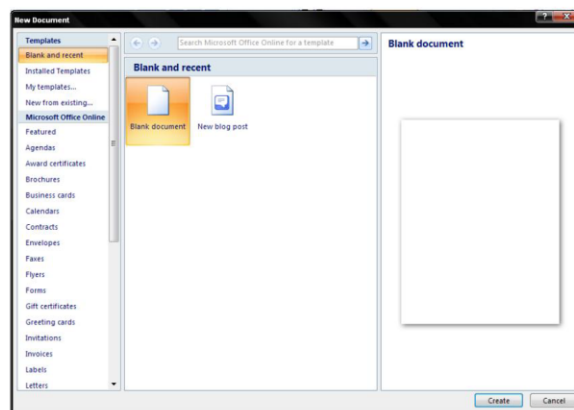 New Document
Templates
Blank and recent
Installed Templates
My templates...
New from existing...
Microsoft Office Online
Featured
Agendas
Award certificates
Brochures
Business cards
Calendars
Contracts
Envelopes
Faxes
Flyers
Forms
Gift certificates
Greeting cards
Invitations
Invoices
Labels
Letters
Search Microsoft Office Online for a template
Blank and recent
Blank document
New blog post
Blank document
Create
Cancel